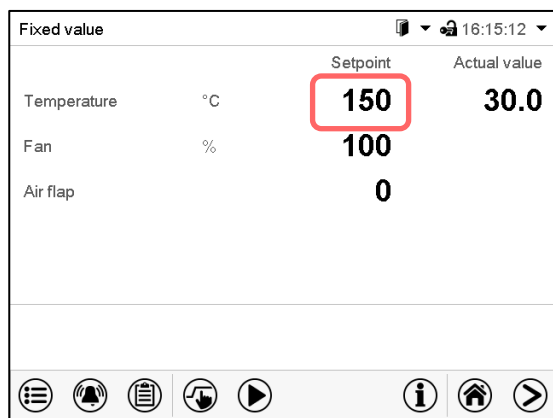 Fixed value 16:15:12
Setpoint Actual value
Temperature °C 150 30.0
Fan % 100
Air flap 0